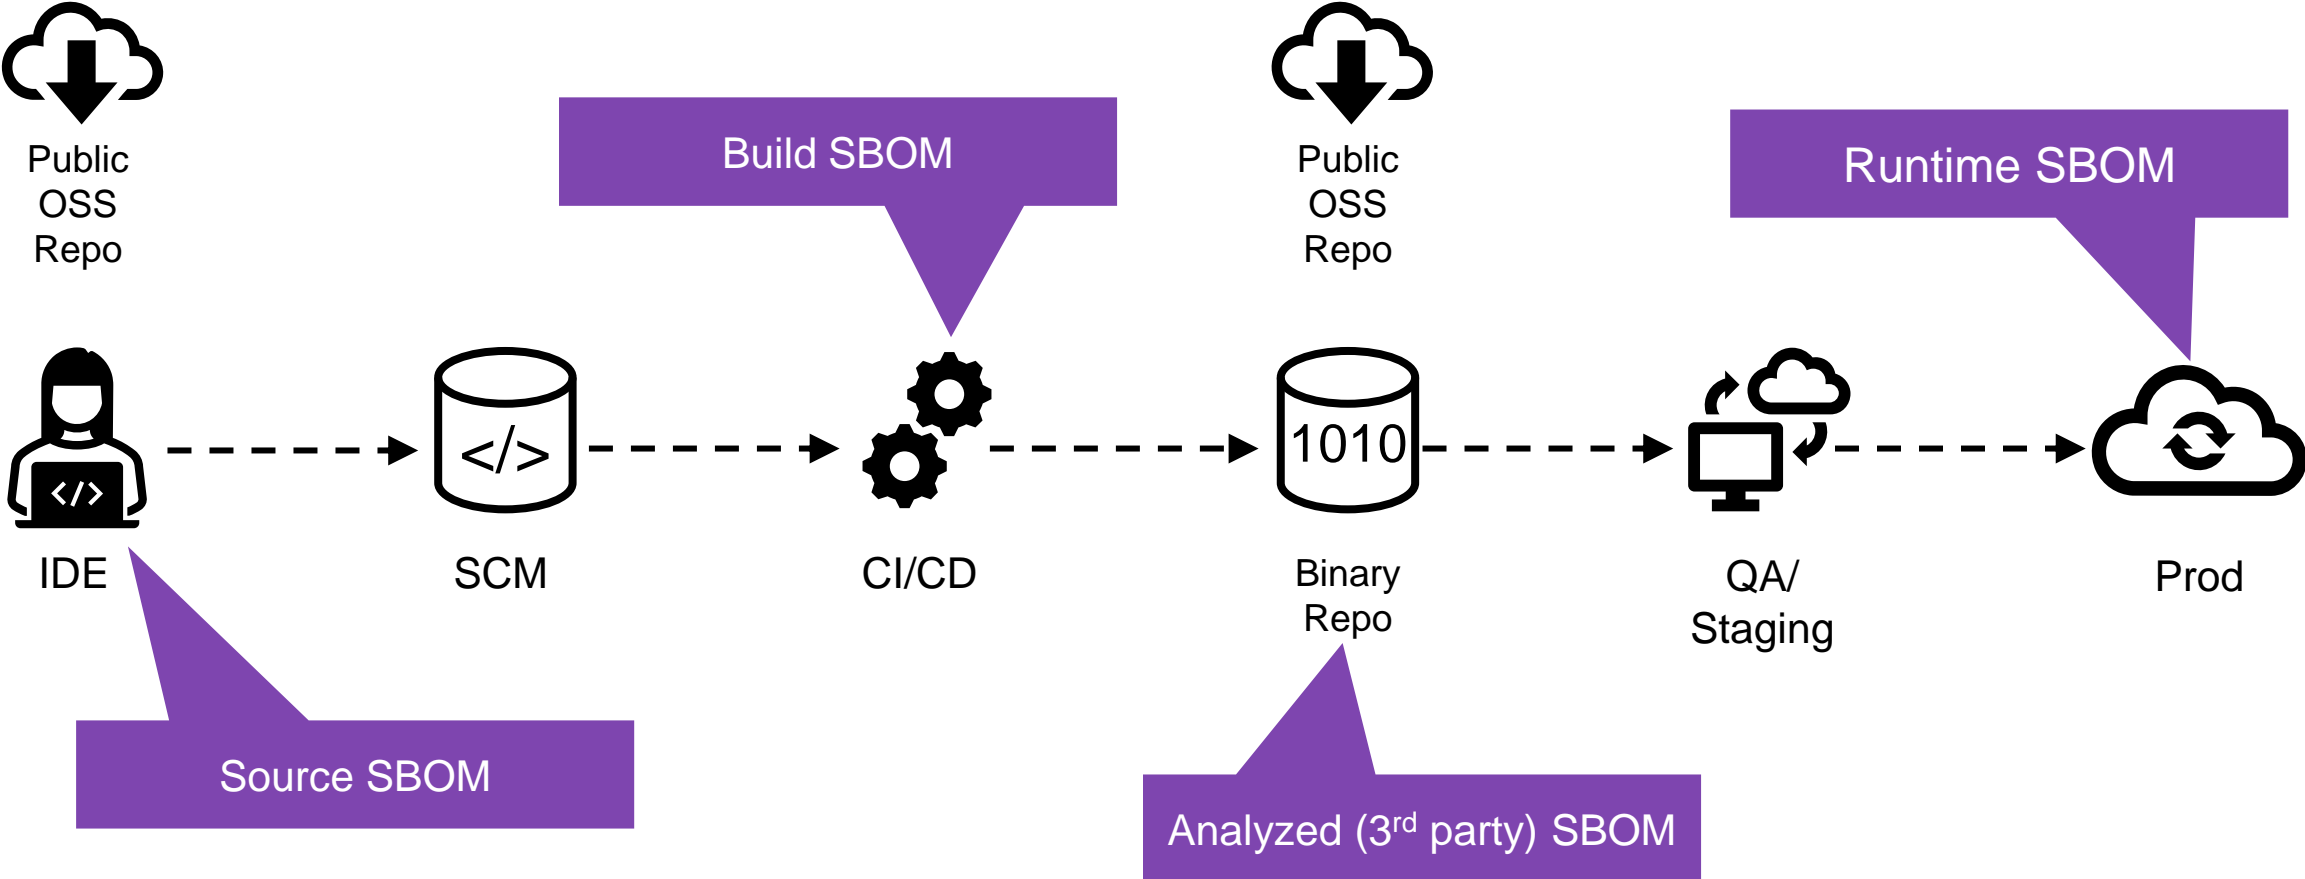 Public
OSS
Repo
Build SBOM
Public
OSS
Repo
Runtime SBOM
</>
</>
1010
IDE
SCM
CI/CD
Binary
Repo
QA/
Staging
Prod
Source SBOM
Analyzed (3rd party) SBOM